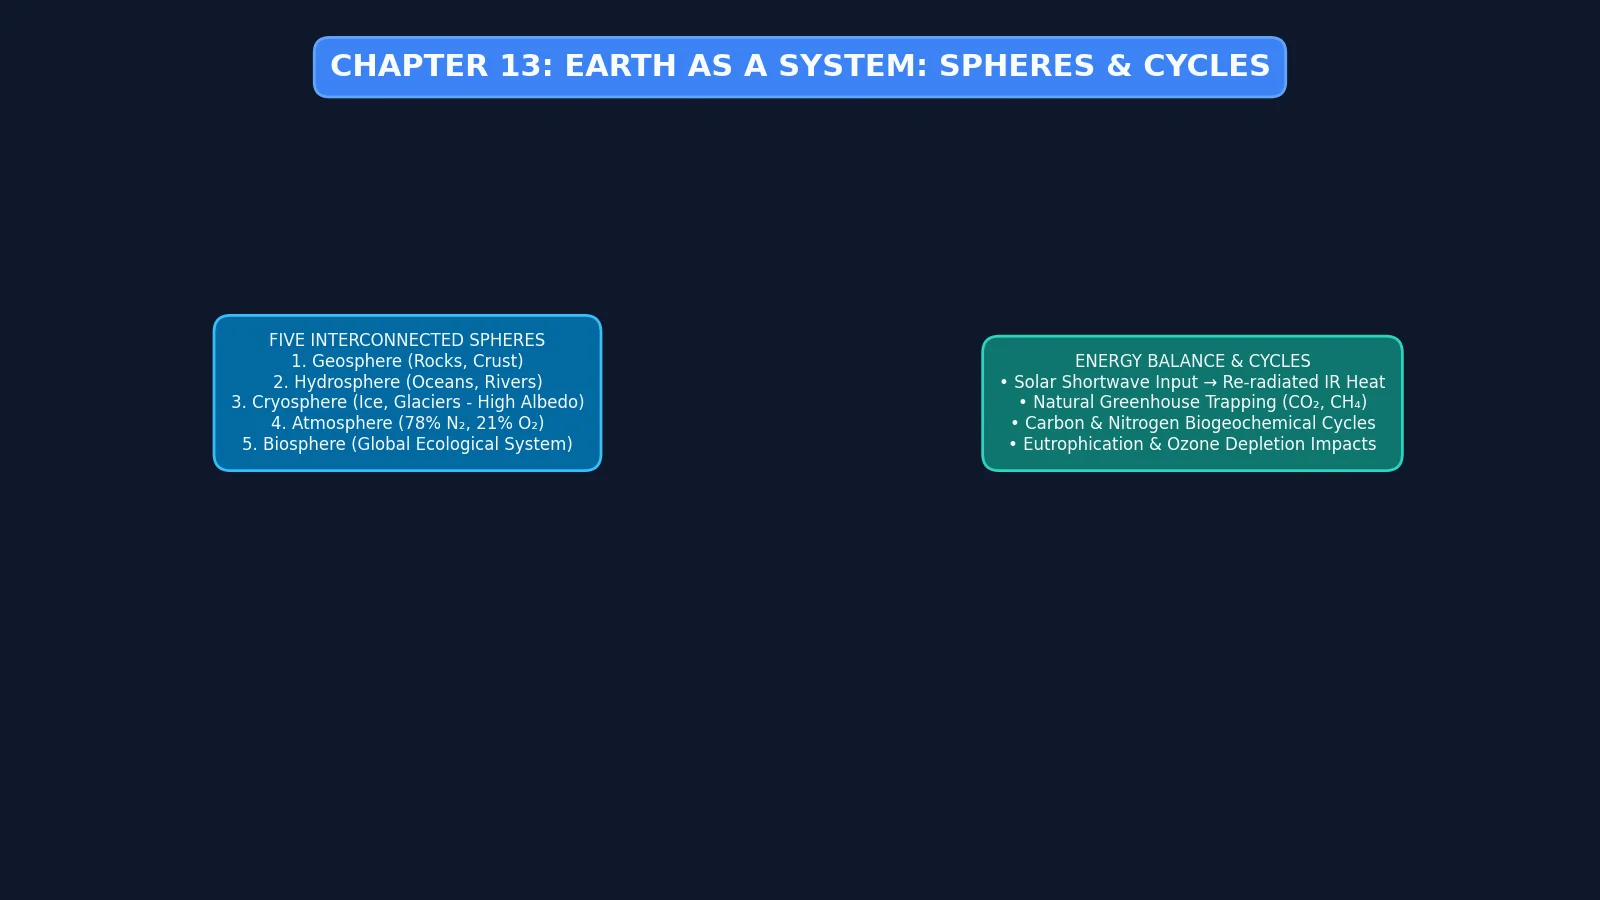 CHAPTER 13: EARTH AS A SYSTEM: SPHERES & CYCLES
FIVE INTERCONNECTED SPHERES
1. Geosphere (Rocks, Crust)
2. Hydrosphere (Oceans, Rivers)
3. Cryosphere (Ice, Glaciers - High Albedo)
4. Atmosphere (78% N₂, 21% O₂)
5. Biosphere (Global Ecological System)
ENERGY BALANCE & CYCLES
• Solar Shortwave Input → Re-radiated IR Heat
• Natural Greenhouse Trapping (CO₂, CH₄)
• Carbon & Nitrogen Biogeochemical Cycles
• Eutrophication & Ozone Depletion Impacts